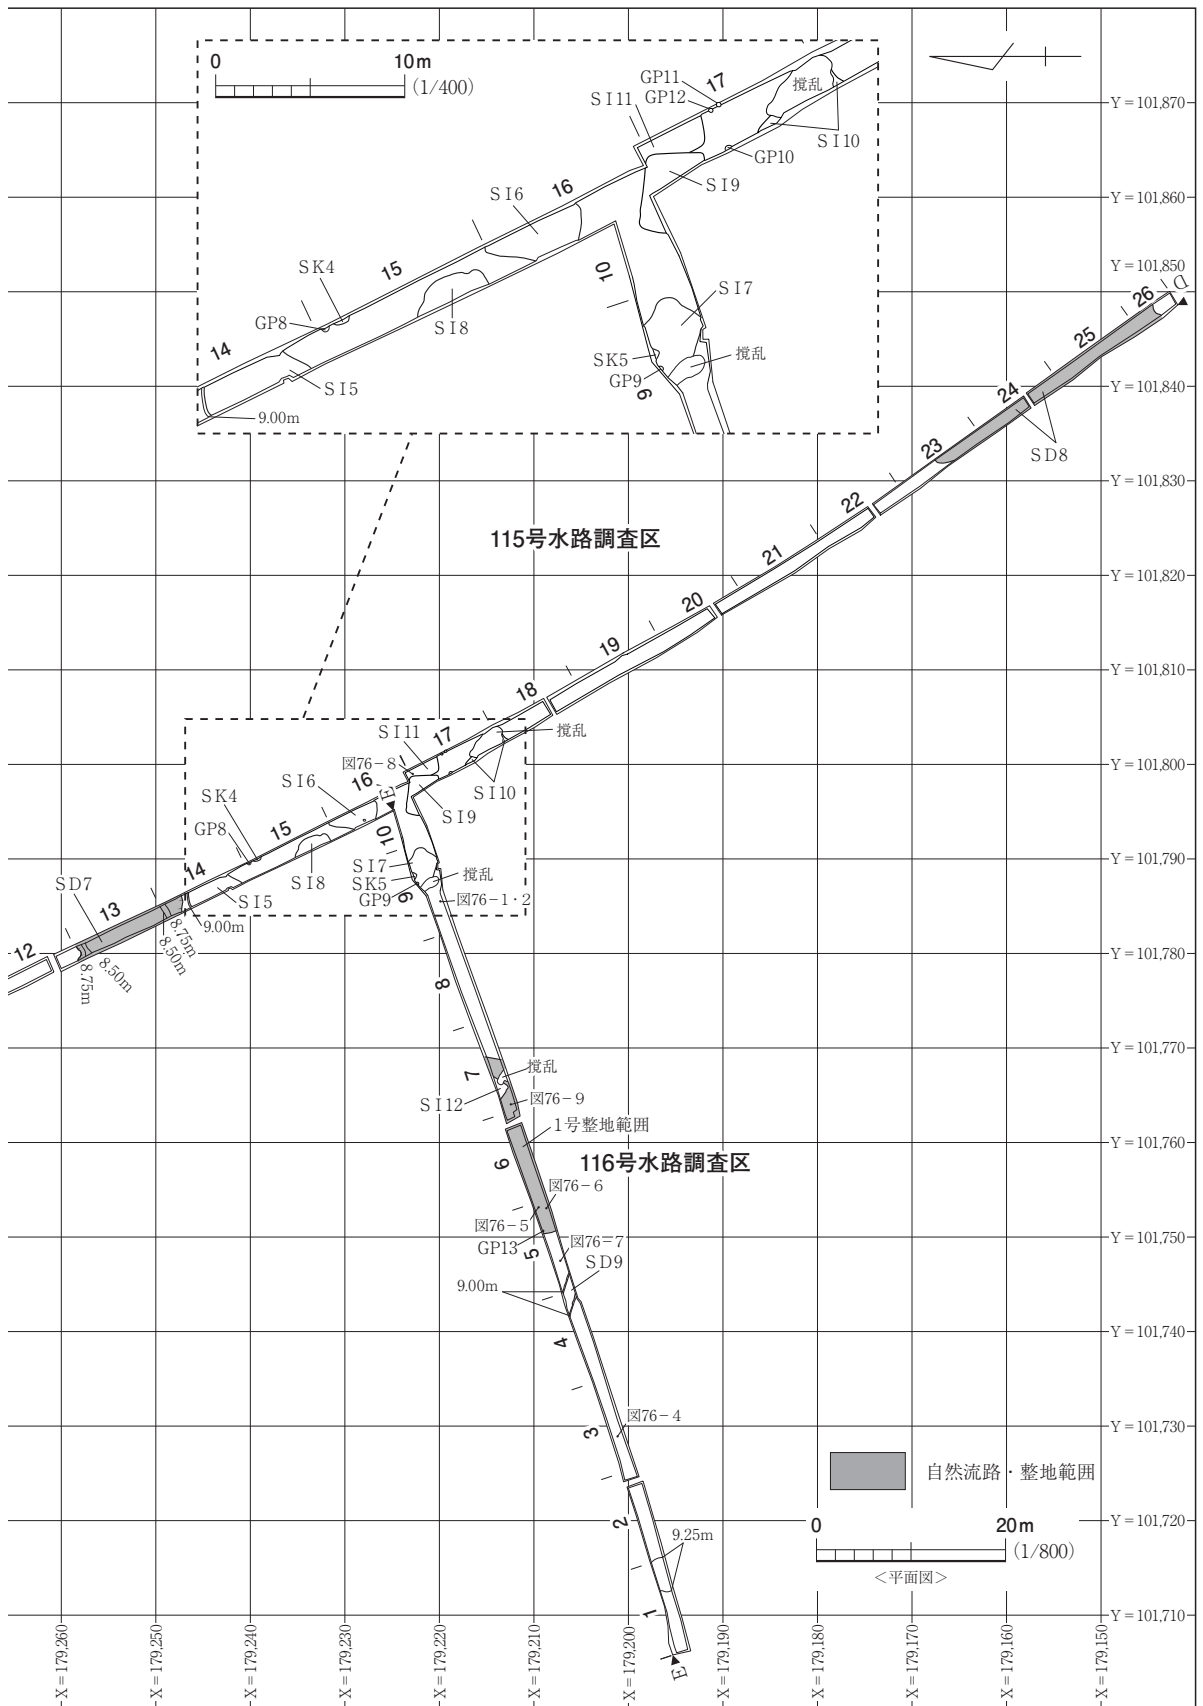 0 10m
(1/400)
GP11
GP12
17
撹乱
SI11
SI10
GP10
SI9
16
SI6
15
SK4
GP8
SI8
14
SI5
9.00m
10
SI7
SK5
GP9
撹乱
9
Y = 101,870
Y = 101,860
Y = 101,850
Y = 101,840
Y = 101,830
Y = 101,820
Y = 101,810
Y = 101,800
Y = 101,790
Y = 101,780
Y = 101,770
Y = 101,760
Y = 101,750
Y = 101,740
Y = 101,730
Y = 101,720
Y = 101,710
D
26
25
24
SD8
23
22
115号水路調査区
21
20
19
18
撹乱
17
SI11
図76-8
SI10
SI9
16
E
SI6
SK4
15
GP8
10
14
SI8
SI7
SK5
GP9
撹乱
9
図76-1・2
SD7
SI5
13
9.00m
8.75m
8.50m
12
8.50m
8.75m
8
7
撹乱
SI12
図76-9
1号整地範囲
6
116号水路調査区
図76-6
図76-5
GP13
5
図76-7
SD9
9.00m
4
図76-4
3
2
9.25m
1
E
自然流路・整地範囲
0 20m
(1/800)
<平面図>
X = 179,260
X = 179,250
X = 179,240
X = 179,230
X = 179,220
X = 179,210
X = 179,200
X = 179,190
X = 179,180
X = 179,170
X = 179,160
X = 179,150